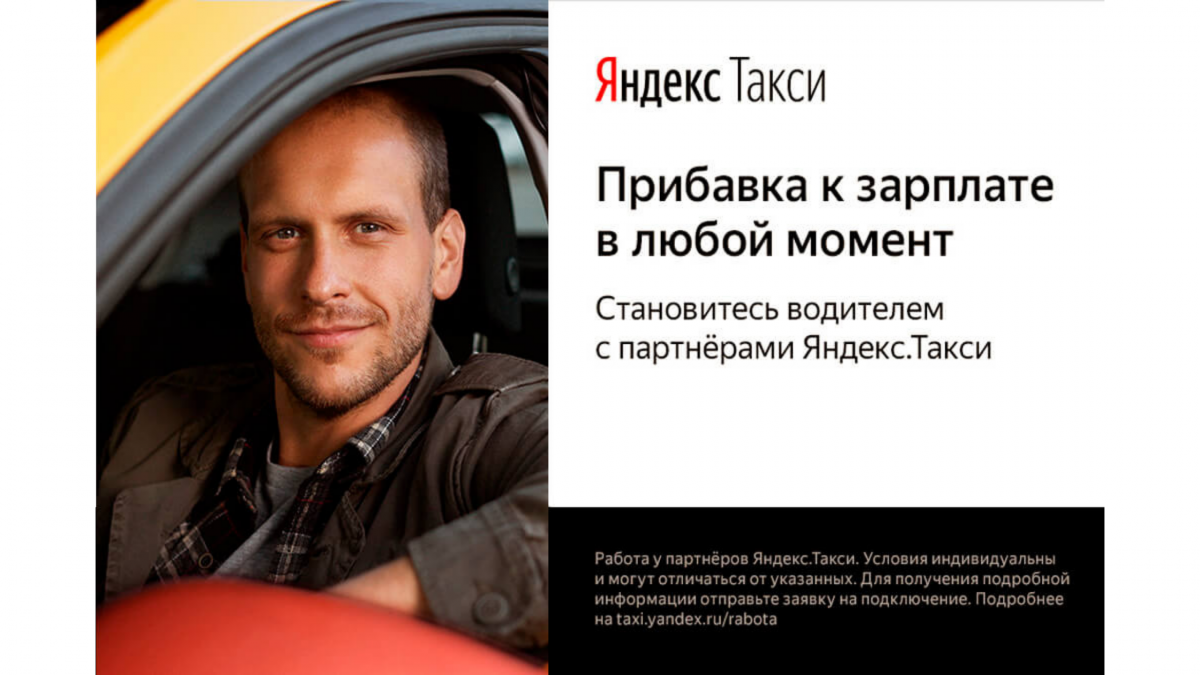 Яндекс Такси
Прибавка к зарплате
в любой момент
Становитесь водителем
с партнёрами Яндекс.Такси
Работа у партнёров Яндекс.Такси. Условия индивидуальны
и могут отличаться от указанных. Для получения подробной
информации отправьте заявку на подключение. Подробнее
на taxi.yandex.ru/rabota